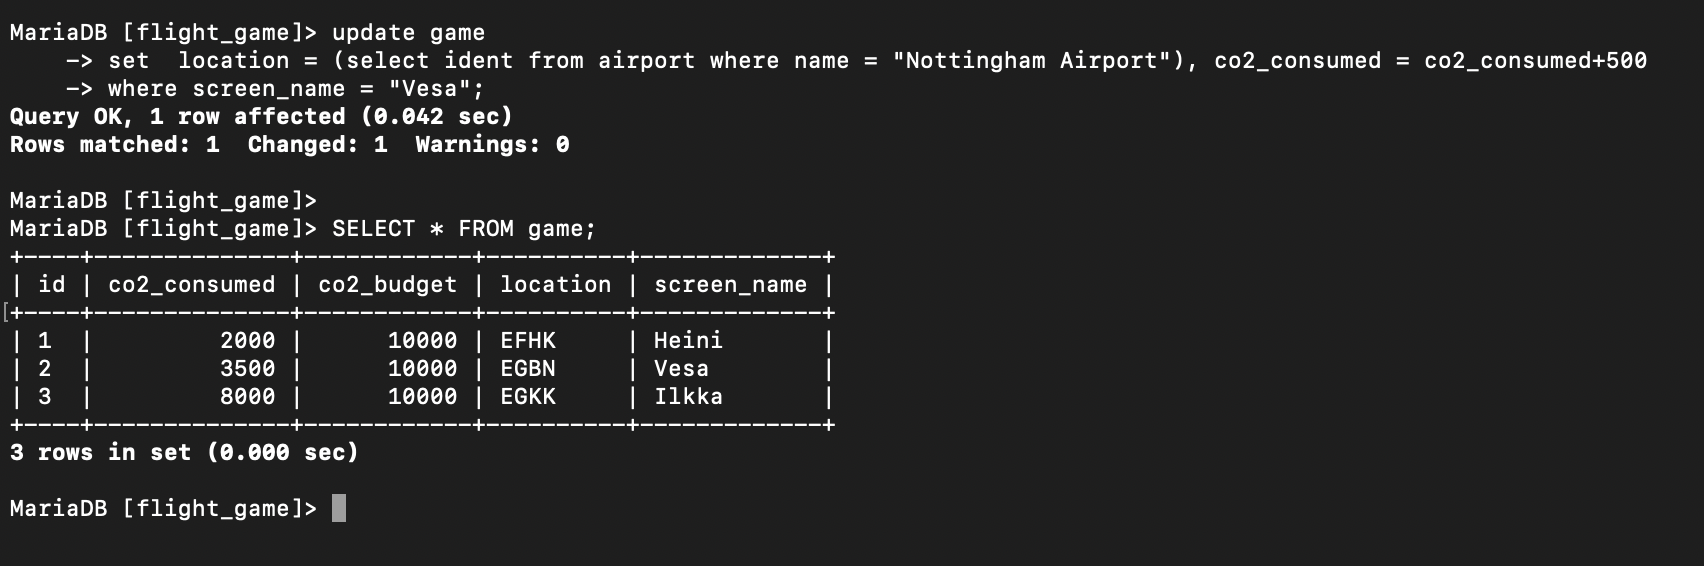 MariaDB [flight_game]> update game
    -> set  location = (select ident from airport where name = "Nottingham Airport"), co2_consumed = co2_consumed+500
    -> where screen_name = "Vesa";
Query OK, 1 row affected (0.042 sec)
Rows matched: 1  Changed: 1  Warnings: 0

MariaDB [flight_game]>
MariaDB [flight_game]> SELECT * FROM game;
+----+--------------+------------+----------+-------------+
| id | co2_consumed | co2_budget | location | screen_name |
[+----+--------------+------------+----------+-------------+
| 1  |         2000 |      10000 | EFHK     | Heini       |
| 2  |         3500 |      10000 | EGBN     | Vesa        |
| 3  |         8000 |      10000 | EGKK     | Ilkka       |
+----+--------------+------------+----------+-------------+
3 rows in set (0.000 sec)

MariaDB [flight_game]>